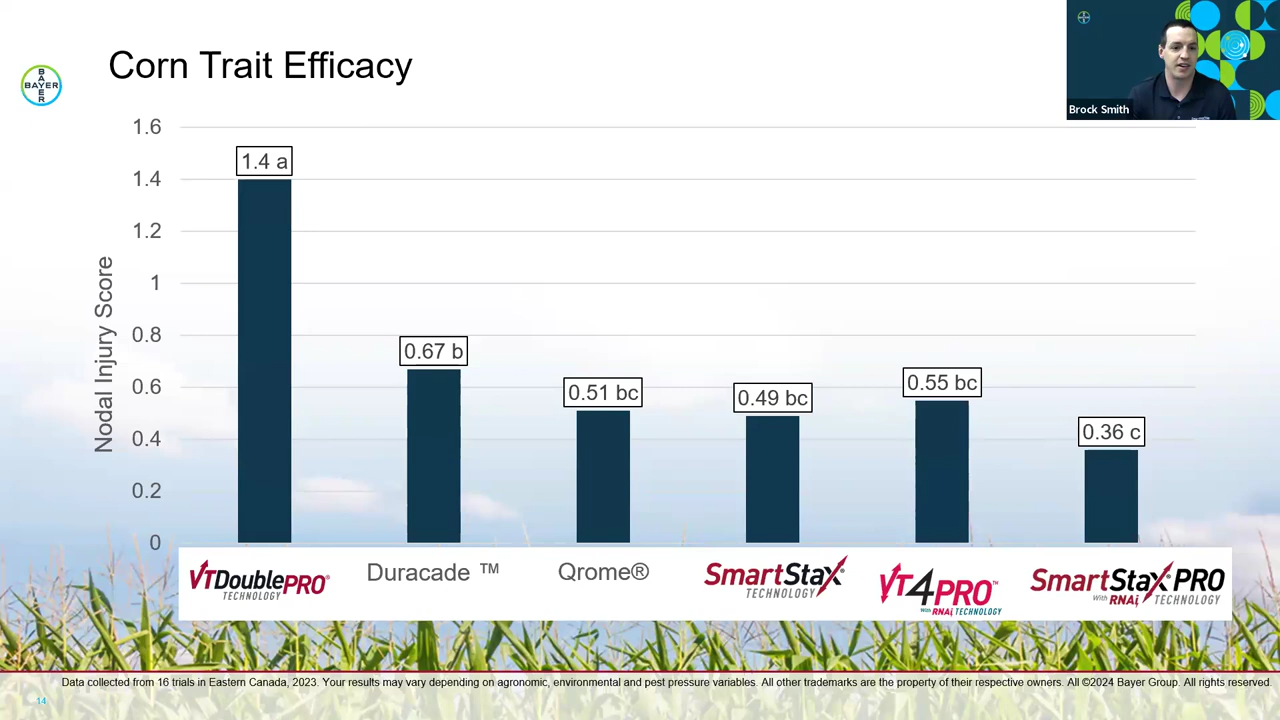 Corn Trait Efficacy
BAYER
BAYER
Brock Smith
Nodal Injury Score
1.6
1.4
1.2
1
0.8
0.6
0.4
0.2
0
1.4 a
0.67 b
0.51 bc
0.49 bc
0.55 bc
0.36 c
VTDoublePRO®
TECHNOLOGY
Duracade ™
Qrome®
SmartStaX®
TECHNOLOGY
VT4PRO™
With RNAi TECHNOLOGY
SmartStaX PRO
With RNAi TECHNOLOGY
Data collected from 16 trials in Eastern Canada, 2023. Your results may vary depending on agronomic, environmental and pest pressure variables. All other trademarks are the property of their respective owners. All ©2024 Bayer Group. All rights reserved.
14